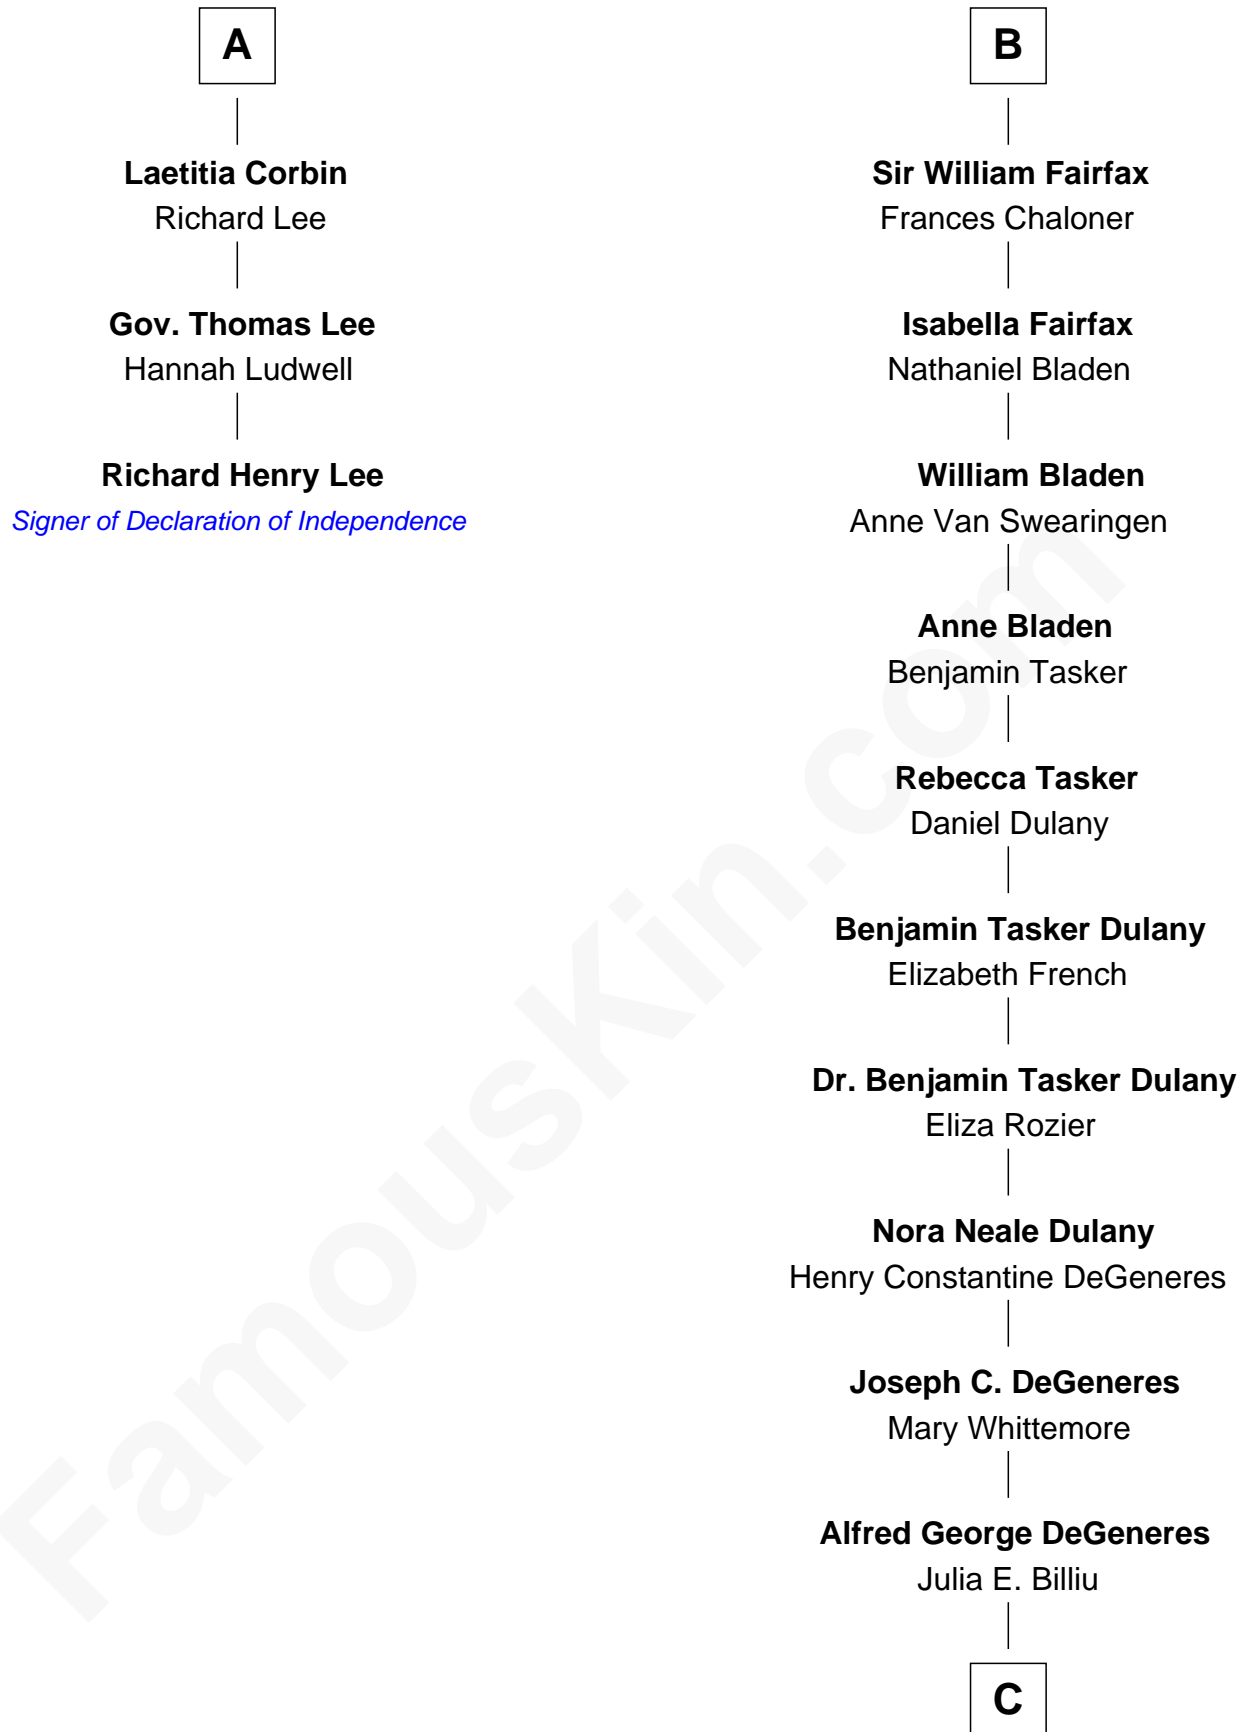 A
Laetitia Corbin
Richard Lee
Gov. Thomas Lee
Hannah Ludwell
Richard Henry Lee
Signer of Declaration of Independence
B
Sir William Fairfax
Frances Chaloner
Isabella Fairfax
Nathaniel Bladen
William Bladen
Anne Van Swearingen
Anne Bladen
Benjamin Tasker
Rebecca Tasker
Daniel Dulany
Benjamin Tasker Dulany
Elizabeth French
Dr. Benjamin Tasker Dulany
Eliza Rozier
Nora Neale Dulany
Henry Constantine DeGeneres
Joseph C. DeGeneres
Mary Whittemore
Alfred George DeGeneres
Julia E. Billiu
C
FamousKin.com